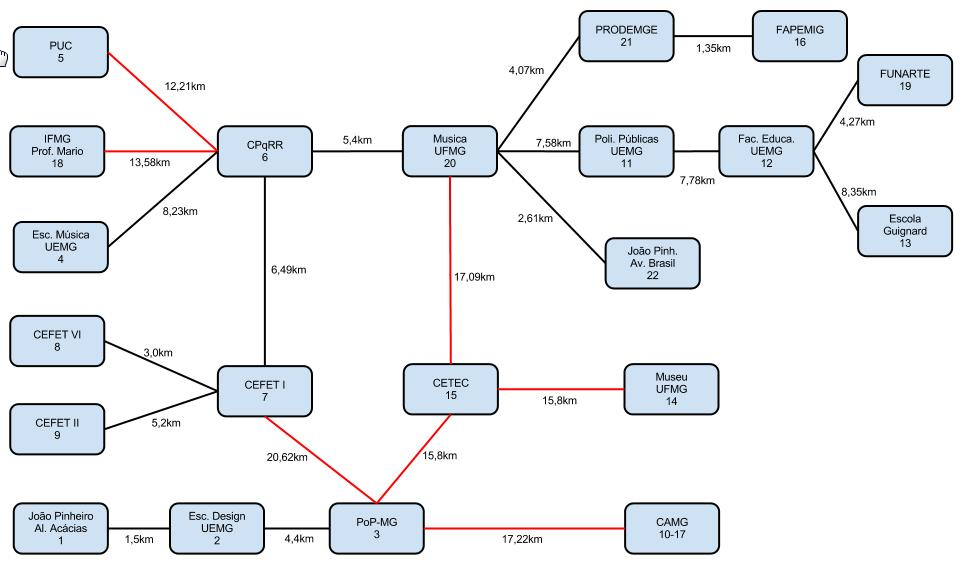 PRODEMGE
21
FAPEMIG
16
1,35km
PUC
5
4,07km
FUNARTE
19
12,21km
4,27km
IFMG
Prof. Mario
18
13,58km
CPqRR
6
5,4km
Musica
UFMG
20
7,58km
Poli. Públicas
UEMG
11
7,78km
Fac. Educa.
UEMG
12
8,35km
8,23km
2,61km
Escola
Guignard
13
Esc. Música
UEMG
4
João Pinh.
Av. Brasil
22
6,49km
17,09km
CEFET VI
8
3,0km
CEFET I
7
CETEC
15
15,8km
Museu
UFMG
14
CEFET II
9
5,2km
20,62km
15,8km
João Pinheiro
Al. Acácias
1
1,5km
Esc. Design
UEMG
2
4,4km
PoP-MG
3
17,22km
CAMG
10-17